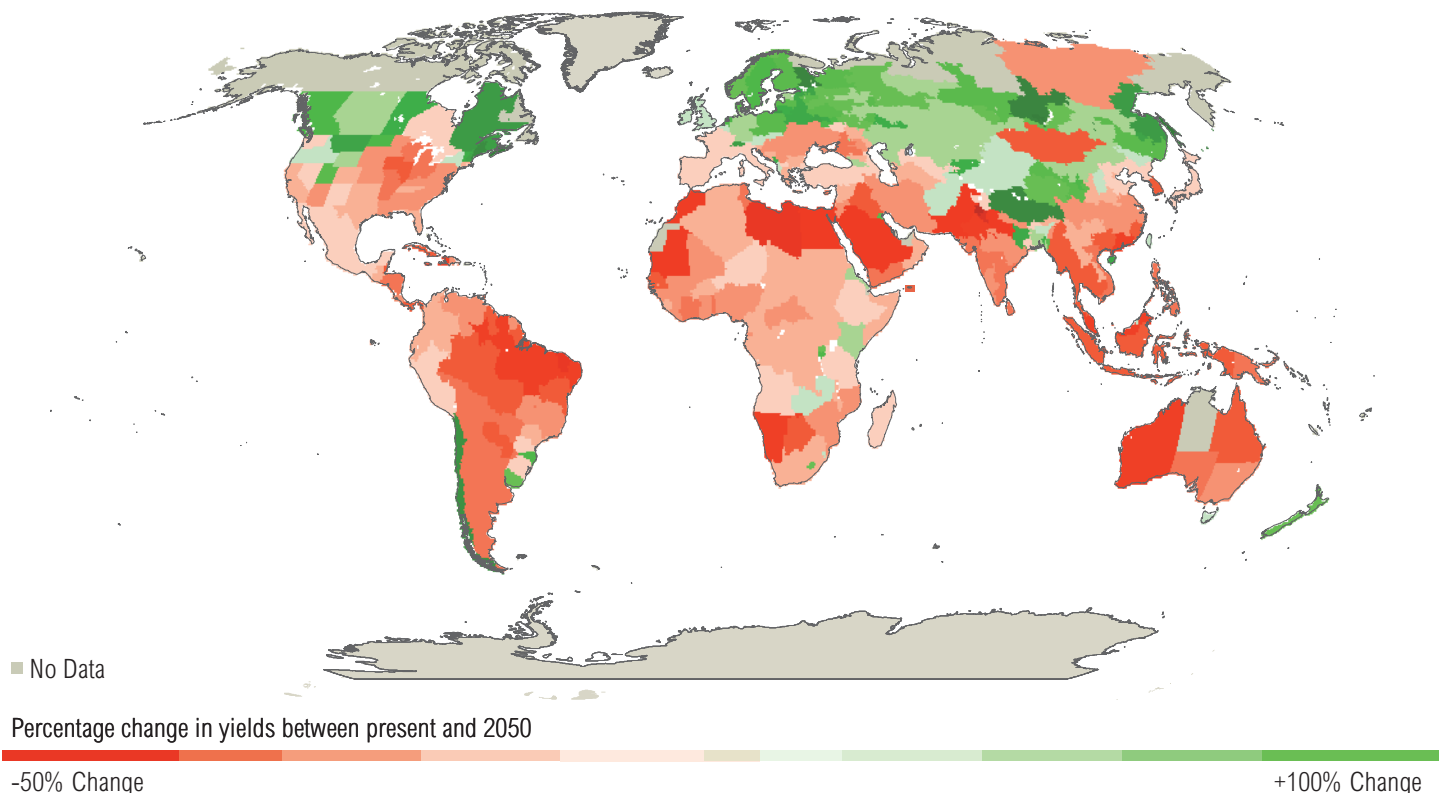 No Data
Percentage change in yields between present and 2050
-50% Change
+100% Change